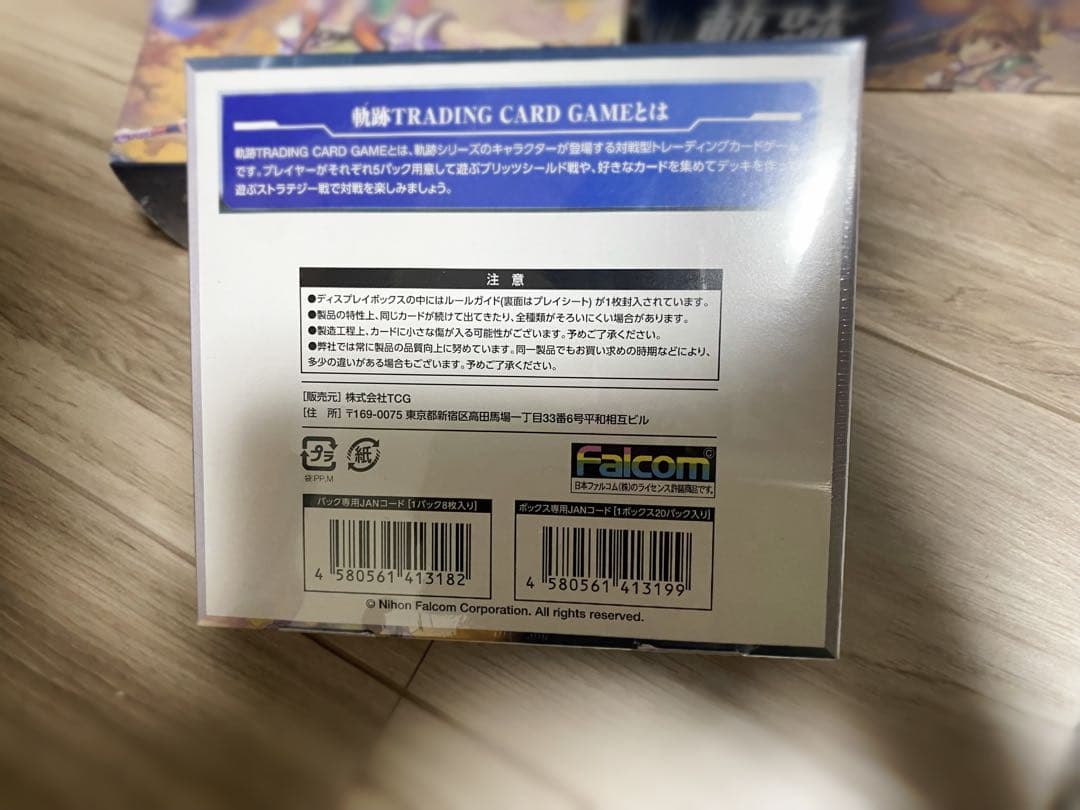 軌跡TRADING CARD GAMEとは
軌跡TRADING CARD GAMEとは、軌跡シリーズのキャラクターが登場する対戦型トレーディングカードゲーム
です。プレイヤーがそれぞれ5パック用意して遊ぶブリッツシールド戦や、好きなカードを集めてデッキを作って
遊ぶストラテジー戦で対戦を楽しみましょう。
注 意
●ディスプレイボックスの中にはルールガイド(裏面はプレイシート) が1枚封入されています。
●製品の特性上、同じカードが続けて出てきたり、全種類がそろいにくい場合があります。
●製造工程上、カードに小さな傷が入る可能性がございます。予めご了承ください。
●弊社では常に製品の品質向上に努めています。同一製品でもお買い求めの時期などにより、
多少の違いがある場合もございます。予めご了承ください。
[販売元] 株式会社TCG
[住 所] 〒169-0075 東京都新宿区高田馬場一丁目33番6号平和相互ビル
プラ
紙
袋:PP,M
Falcom ©
日本ファルコム(株)のライセンス許諾商品です。
パック専用JANコード [1パック8枚入り]
4 580561 413182
ボックス専用JANコード [1ボックス20パック入り]
4 580561 413199
© Nihon Falcom Corporation. All rights reserved.